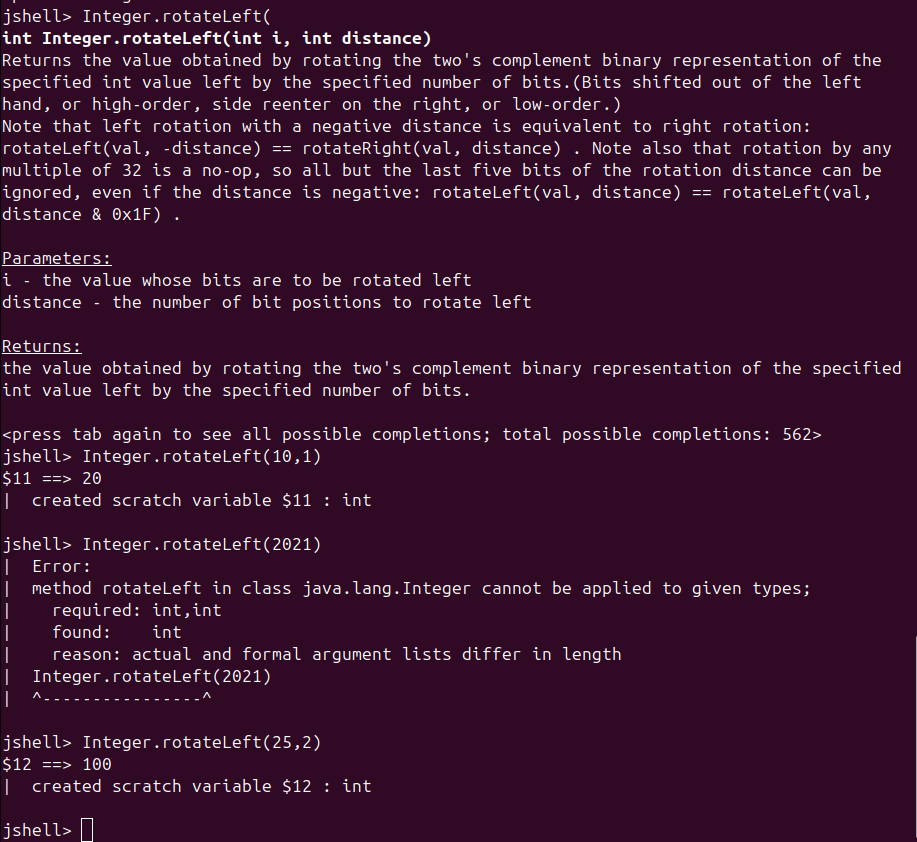 jshell> Integer.rotateLeft(
int Integer.rotateLeft(int i, int distance)
Returns the value obtained by rotating the two's complement binary representation of the
specified int value left by the specified number of bits.(Bits shifted out of the left
hand, or high-order, side reenter on the right, or low-order.)
Note that left rotation with a negative distance is equivalent to right rotation:
rotateLeft(val, -distance) == rotateRight(val, distance) . Note also that rotation by any
multiple of 32 is a no-op, so all but the last five bits of the rotation distance can be
ignored, even if the distance is negative: rotateLeft(val, distance) == rotateLeft(val,
distance & 0x1F) .

Parameters:
i - the value whose bits are to be rotated left
distance - the number of bit positions to rotate left

Returns:
the value obtained by rotating the two's complement binary representation of the specified
int value left by the specified number of bits.

<press tab again to see all possible completions; total possible completions: 562>
jshell> Integer.rotateLeft(10,1)
$11 ==> 20
|  created scratch variable $11 : int

jshell> Integer.rotateLeft(2021)
|  Error:
|  method rotateLeft in class java.lang.Integer cannot be applied to given types;
|    required: int,int
|    found:    int
|    reason: actual and formal argument lists differ in length
|  Integer.rotateLeft(2021)
|  ^----------------^

jshell> Integer.rotateLeft(25,2)
$12 ==> 100
|  created scratch variable $12 : int

jshell>